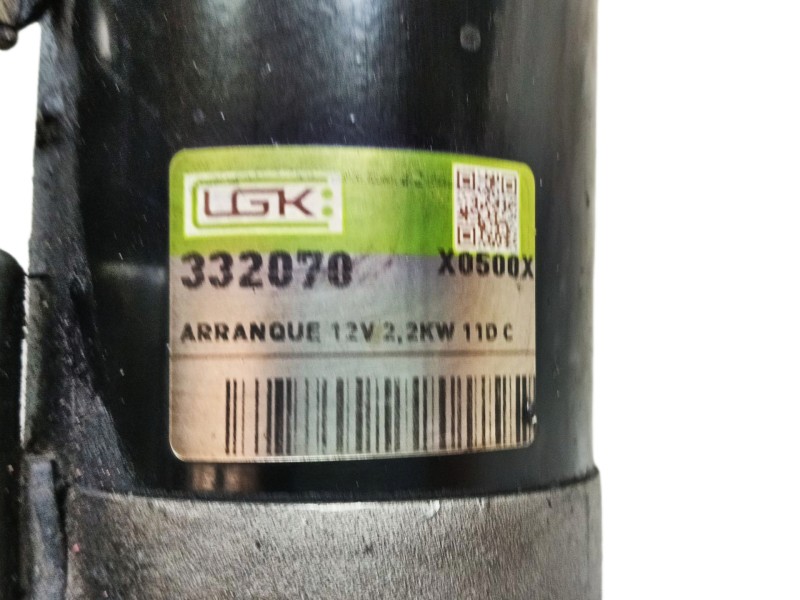 LGK
332070 X0500X
ARRANQUE 12V 2,2KW 11D C